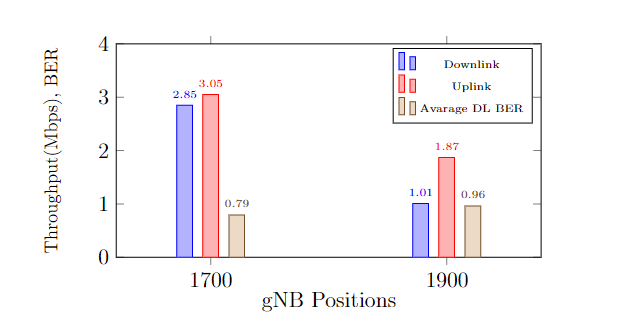 Throughput(Mbps), BER
4
3
2
1
0
Downlink
Uplink
Avarage DL BER
2.85
3.05
0.79
1.01
1.87
0.96
1700
1900
gNB Positions